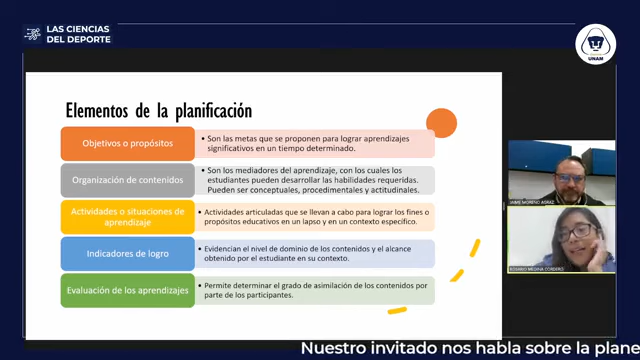 LAS CIENCIAS
DEL DEPORTE
UNAM
Elementos de la planificación
Objetivos o propósitos
• Son las metas que se proponen para lograr aprendizajes
significativos en un tiempo determinado.
Organización de contenidos
• Son los mediadores del aprendizaje, con los cuales los
estudiantes pueden desarrollar las habilidades requeridas.
Pueden ser conceptuales, procedimentales y actitudinales.
Actividades o situaciones de
aprendizaje
• Actividades articuladas que se llevan a cabo para lograr los fines o
propósitos educativos en un lapso y en un contexto específico.
Indicadores de logro
• Evidencian el nivel de dominio de los contenidos y el alcance
obtenido por el estudiante en su contexto.
Evaluación de los aprendizajes
• Permite determinar el grado de asimilación de los contenidos por
parte de los participantes.
JAIME MORENO
MEDINA CORDERO
Nuestro invitado nos habla sobre la plane